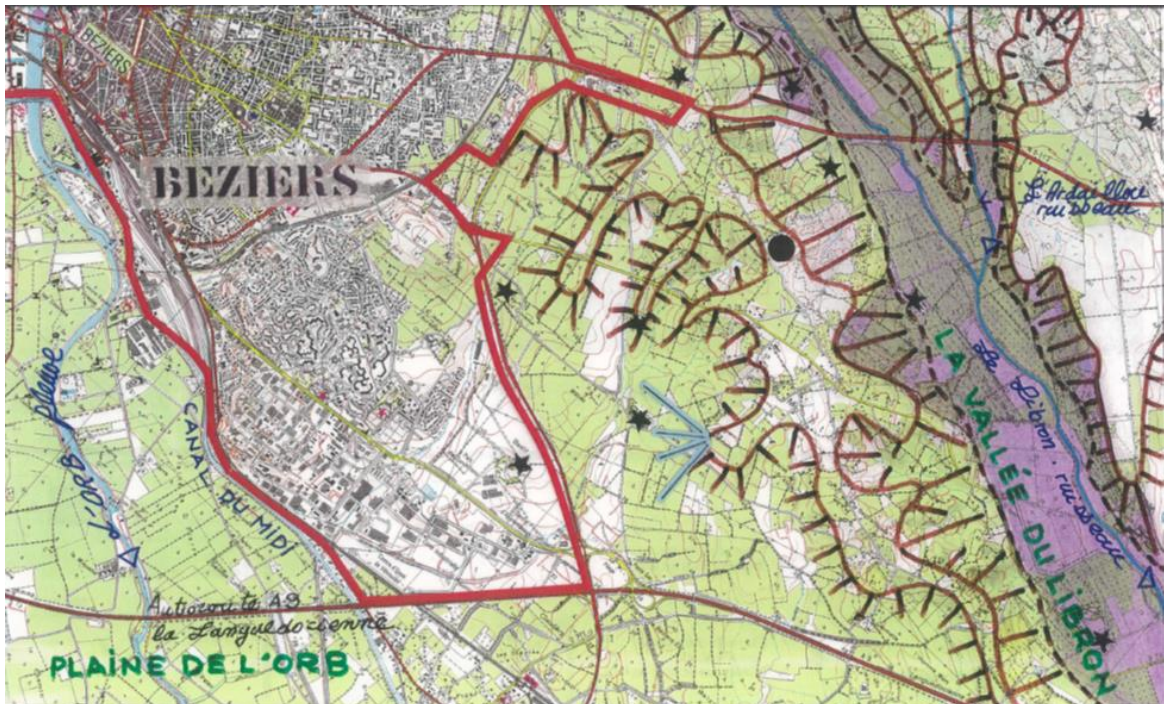 BEZIERS
BEZIERS
L'Ardaillou
ruisseau
LA VALLÉE DU LIBRON
Le Libron . ruisseau
L'Orb fleuve
CANAL DU MIDI
Autoroute A9
la Languedocienne
PLAINE DE L'ORB